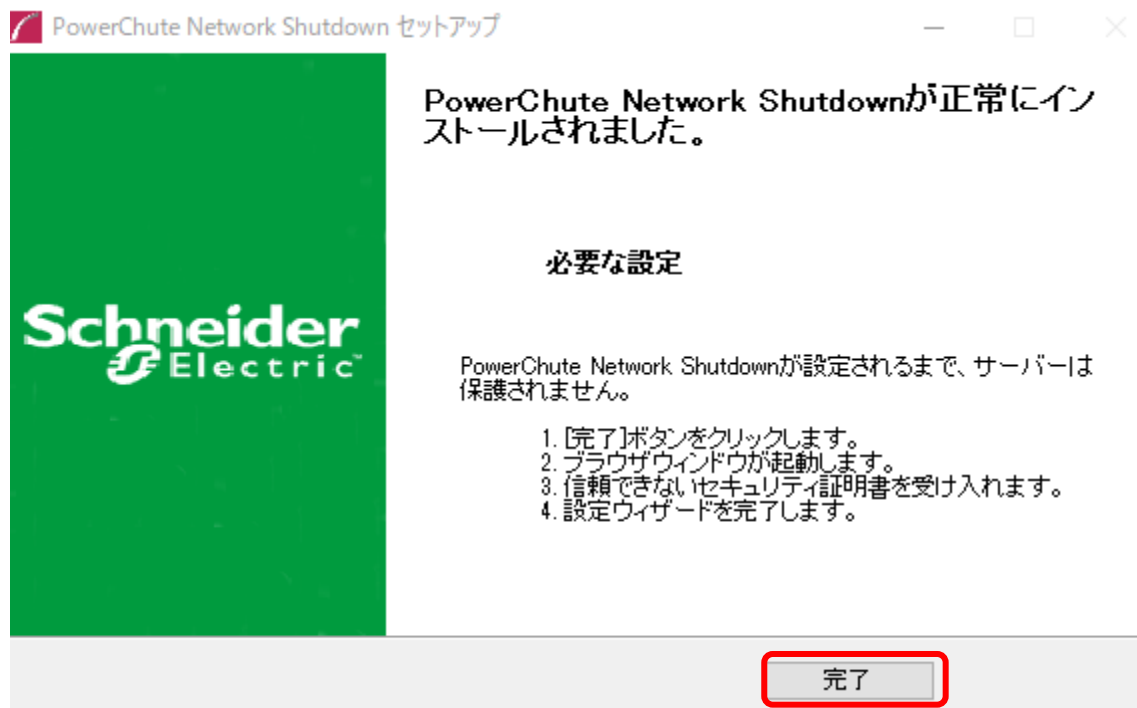 PowerChute Network Shutdown セットアップ
PowerChute Network Shutdownが正常にイン
ストールされました。
必要な設定
Schneider
Electric™
PowerChute Network Shutdownが設定されるまで、サーバーは
保護されません。
1. [完了]ボタンをクリックします。
2. ブラウザウィンドウが起動します。
3. 信頼できないセキュリティ証明書を受け入れます。
4. 設定ウィザードを完了します。
完了